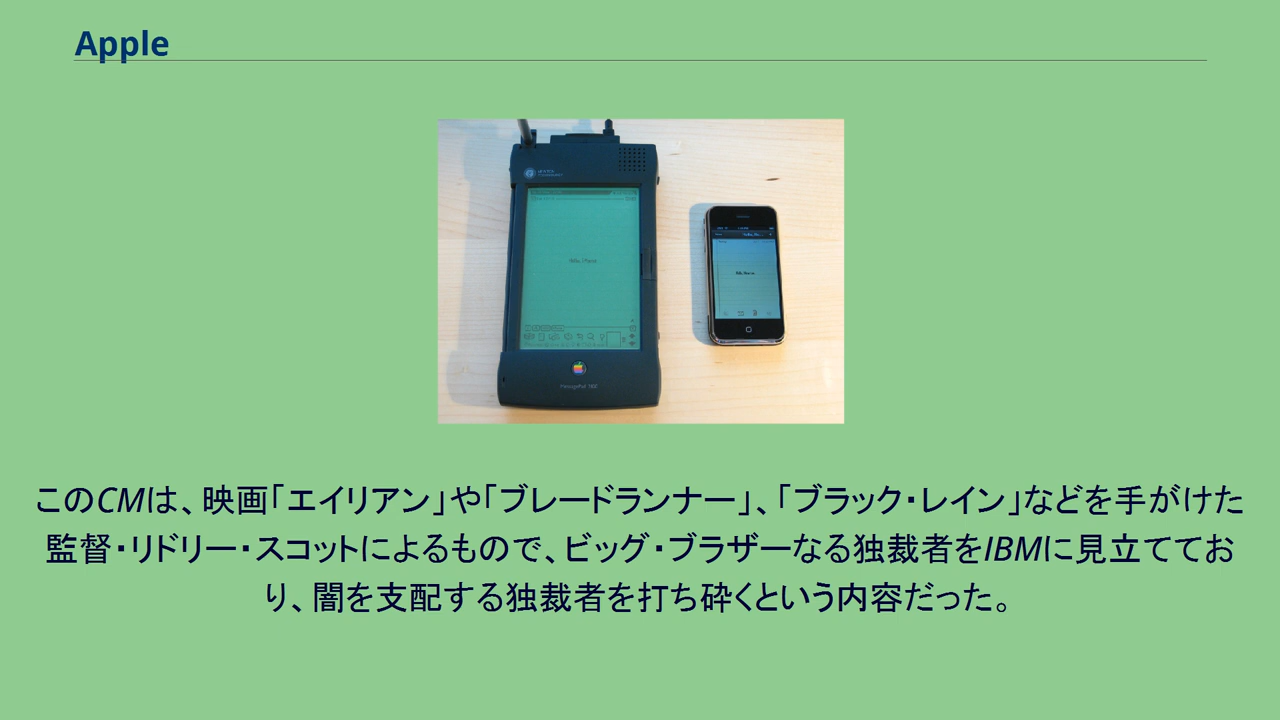 Apple
このCMは、映画「エイリアン」や「ブレードランナー」、「ブラック・レイン」などを手がけた
監督・リドリー・スコットによるもので、ビッグ・ブラザーなる独裁者をIBMに見立ててお
り、闇を支配する独裁者を打ち砕くという内容だった。